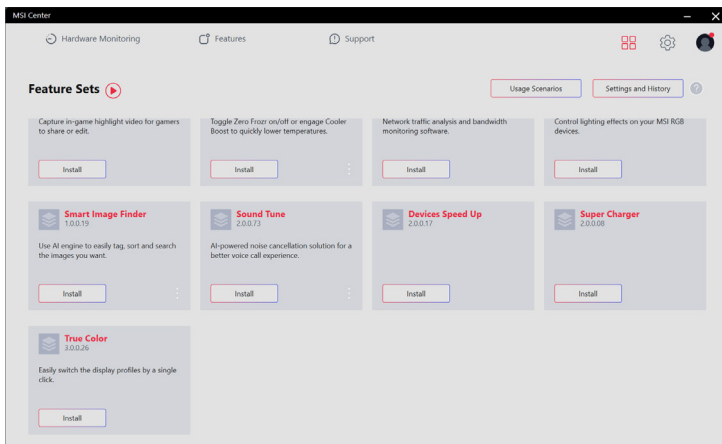 MSI Center
Hardware Monitoring
Features
Support
Feature Sets
Usage Scenarios
Settings and History
?
Capture in-game highlight video for gamers
to share or edit.
Install
Toggle Zero Frozr on/off or engage Cooler
Boost to quickly lower temperatures.
Install
Network traffic analysis and bandwidth
monitoring software.
Install
Control lighting effects on your MSI RGB
devices.
Install
Smart Image Finder
1.0.0.19
Use AI engine to easily tag, sort and search
the images you want.
Install
Sound Tune
2.0.0.73
AI-powered noise cancellation solution for a
better voice call experience.
Install
Devices Speed Up
2.0.0.17
Install
Super Charger
2.0.0.08
Install
True Color
3.0.0.26
Easily switch the display profiles by a single
click.
Install